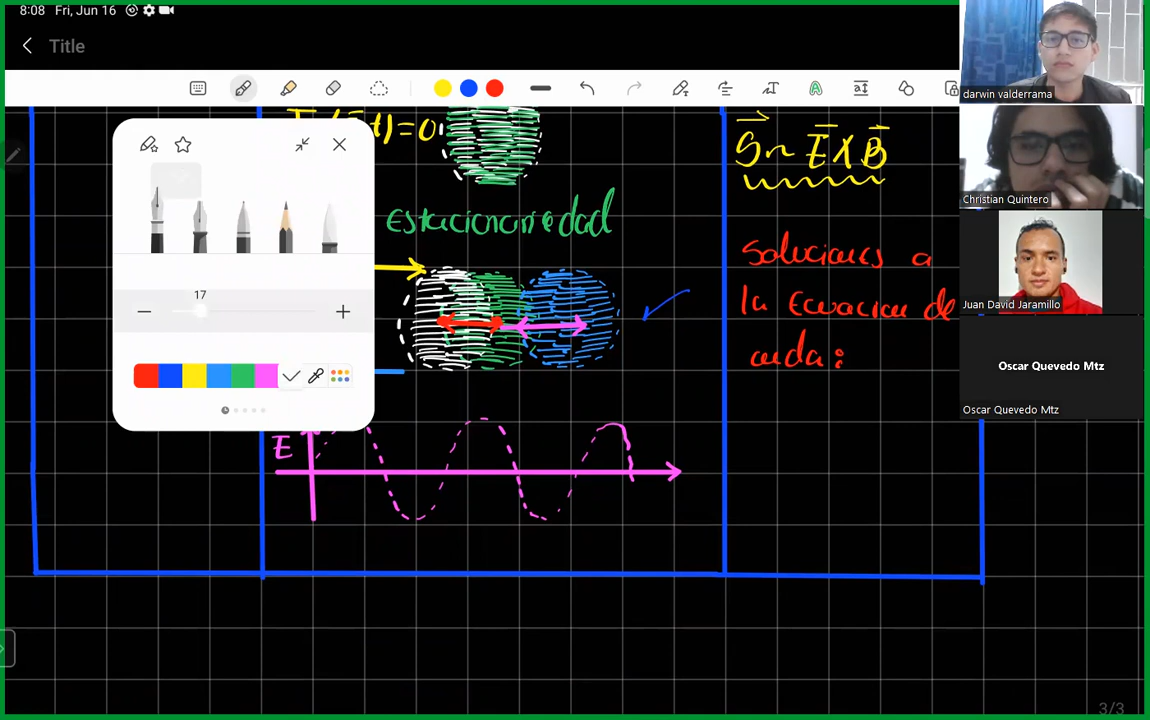 8:08 Fri, Jun 16
Title
t)=0
S ~ E X B
Estacionariedad
Soluciones a
la Ecuacion de
onda:
17
E
darwin valderrama
Christian Quintero
Juan David Jaramillo
Oscar Quevedo Mtz
Oscar Quevedo Mtz
3/3